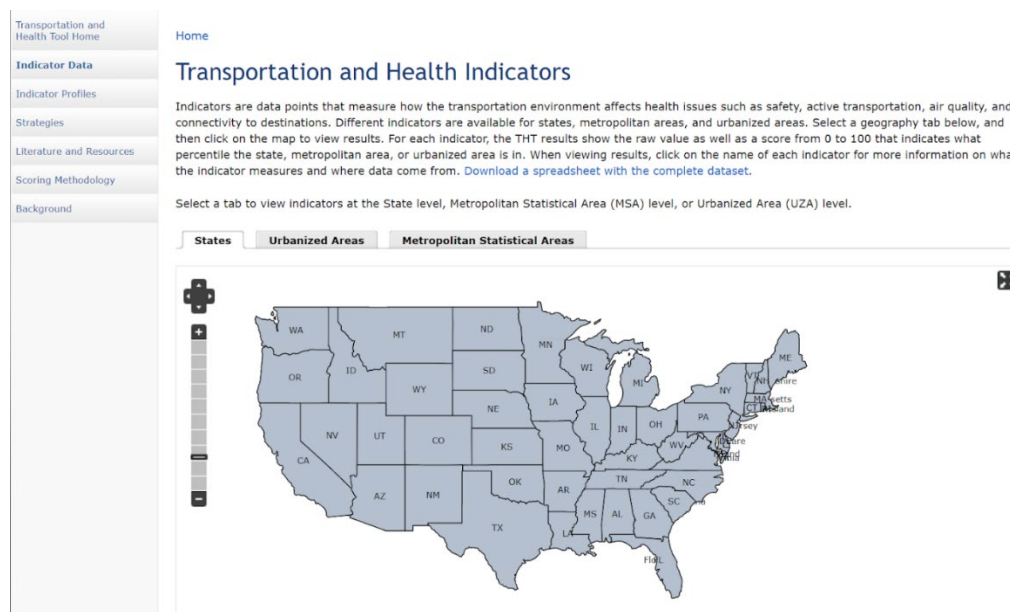 Transportation and
Health Tool Home
Indicator Data
Indicator Profiles
Strategies
Literature and Resources
Scoring Methodology
Background
Home
Transportation and Health Indicators
Indicators are data points that measure how the transportation environment affects health issues such as safety, active transportation, air quality, and
connectivity to destinations. Different indicators are available for states, metropolitan areas, and urbanized areas. Select a geography tab below, and
then click on the map to view results. For each indicator, the THT results show the raw value as well as a score from 0 to 100 that indicates what
percentile the state, metropolitan area, or urbanized area is in. When viewing results, click on the name of each indicator for more information on wha
the indicator measures and where data come from. Download a spreadsheet with the complete dataset.
Select a tab to view indicators at the State level, Metropolitan Statistical Area (MSA) level, or Urbanized Area (UZA) level.
States Urbanized Areas Metropolitan Statistical Areas
WA MT ND MN ME
OR ID SD WI MI VT NH shire
WY NY MA setts
NE IA PA CT
NV UT CO KS MO IL IN OH WV rsey
CA KY
AZ NM OK AR TN NC
TX LA MS AL GA SC
FL